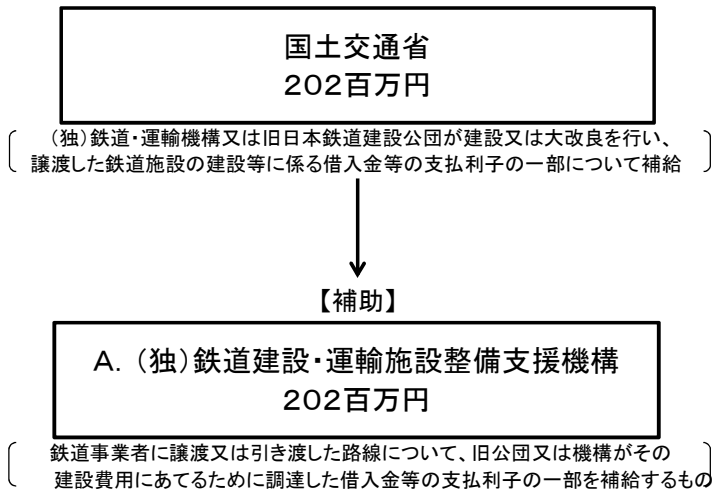 国土交通省
202百万円
(独)鉄道・運輸機構又は旧日本鉄道建設公団が建設又は大改良を行い、
譲渡した鉄道施設の建設等に係る借入金等の支払利子の一部について補給
【補助】
A.(独)鉄道建設・運輸施設整備支援機構
202百万円
鉄道事業者に譲渡又は引き渡した路線について、旧公団又は機構がその
建設費用にあてるために調達した借入金等の支払利子の一部を補給するもの